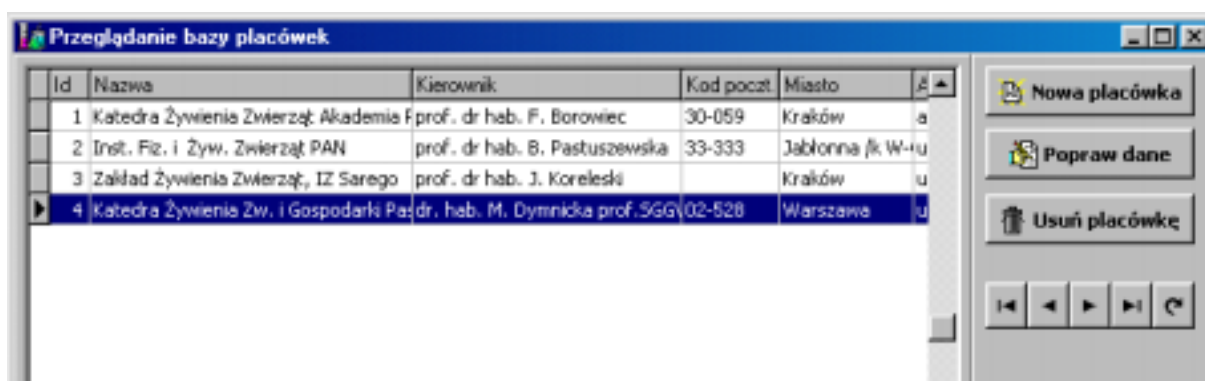 Przeglądanie bazy placówek
Id Nazwa Kierownik Kod poczt. Miasto A
1 Katedra Żywienia Zwierząt Akademia R prof. dr hab. F. Borowiec 30-059 Kraków a
2 Inst. Fiz. i Żyw. Zwierząt PAN prof. dr hab. B. Pastuszewska 33-333 Jabłonna /k W- u
3 Zakład Żywienia Zwierząt, IZ Sarego prof. dr hab. J. Koreleski Kraków u
4 Katedra Żywienia Zw. i Gospodarki Pas dr. hab. M. Dymnicka prof.SGGW 02-528 Warszawa u
Nowa placówka
Popraw dane
Usuń placówkę